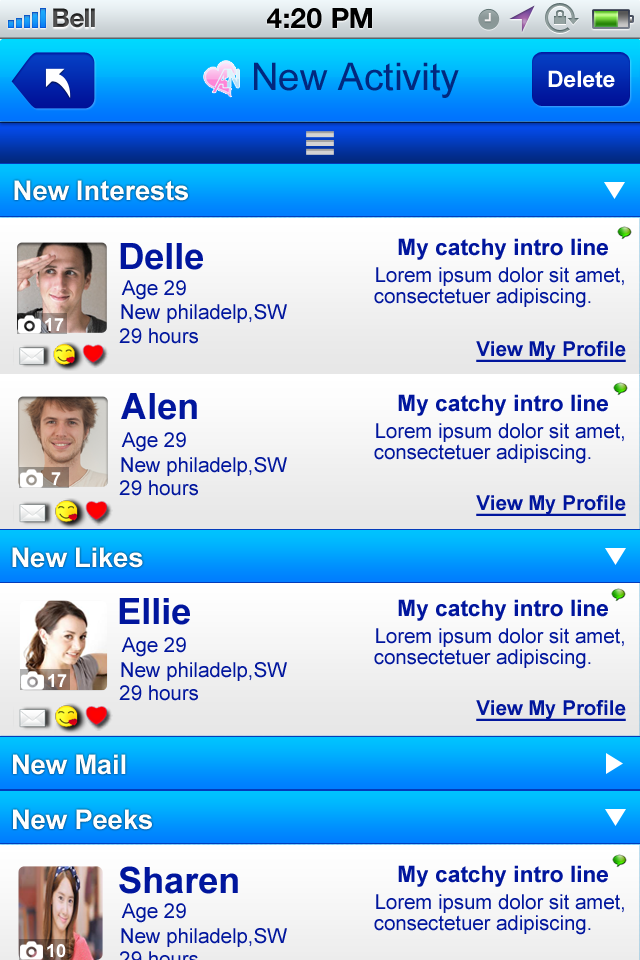 Bell 4:20 PM
New Activity
Delete
New Interests
Delle
Age 29
New philadelp,SW
29 hours
17
My catchy intro line
Lorem ipsum dolor sit amet,
consectetuer adipiscing.
View My Profile
Alen
Age 29
New philadelp,SW
29 hours
7
My catchy intro line
Lorem ipsum dolor sit amet,
consectetuer adipiscing.
View My Profile
New Likes
Ellie
Age 29
New philadelp,SW
29 hours
17
My catchy intro line
Lorem ipsum dolor sit amet,
consectetuer adipiscing.
View My Profile
New Mail
New Peeks
Sharen
Age 29
New philadelp,SW
29 hours
10
My catchy intro line
Lorem ipsum dolor sit amet,
consectetuer adipiscing.